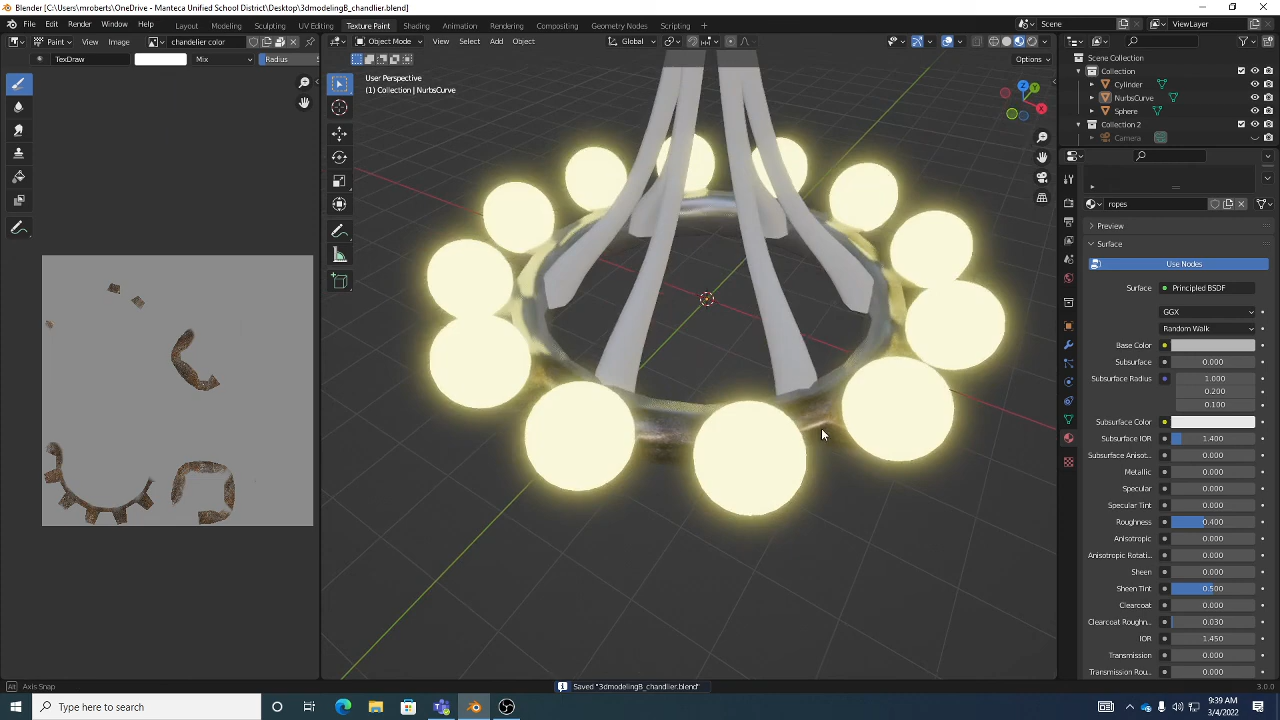 Blender [C:\Users\mroberts\OneDrive - Manteca Unified School District\Desktop\3dmodelingB_chandlier.blend]
File Edit Render Window Help Layout Modeling Sculpting UV Editing Texture Paint Shading Animation Rendering Compositing Geometry Nodes Scripting + Scene ViewLayer
Paint View Image chandelier color Object Mode View Select Add Object Global
TexDraw Mix Radius Options
User Perspective
(1) Collection | NurbsCurve
Scene Collection
Collection
Cylinder
NurbsCurve
Sphere
Collection 2
Camera
Z
Y
X
ropes
Preview
Surface
Use Nodes
Surface Principled BSDF
GGX
Random Walk
Base Color
Subsurface 0.000
Subsurface Radius 1.000
0.200
0.100
Subsurface Color
Subsurface IOR 1.400
Subsurface Anisot... 0.000
Metallic 0.000
Specular 0.000
Specular Tint 0.000
Roughness 0.400
Anisotropic 0.000
Anisotropic Rotati... 0.000
Sheen 0.000
Sheen Tint 0.500
Clearcoat 0.000
Clearcoat Roughn... 0.030
IOR 1.450
Transmission 0.000
Transmission Rou... 0.000
Alt Axis Snap Saved "3dmodelingB_chandlier.blend" 3.0.0
Type here to search
9:39 AM
3/4/2022